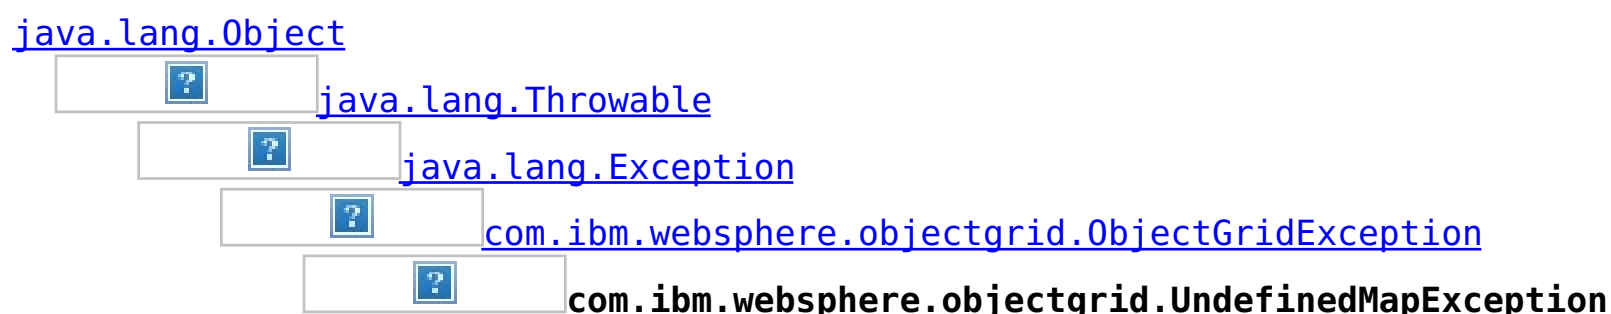 java.lang.Object
java.lang.Throwable
java.lang.Exception
com.ibm.websphere.objectgrid.ObjectGridException
com.ibm.websphere.objectgrid.UndefinedMapException